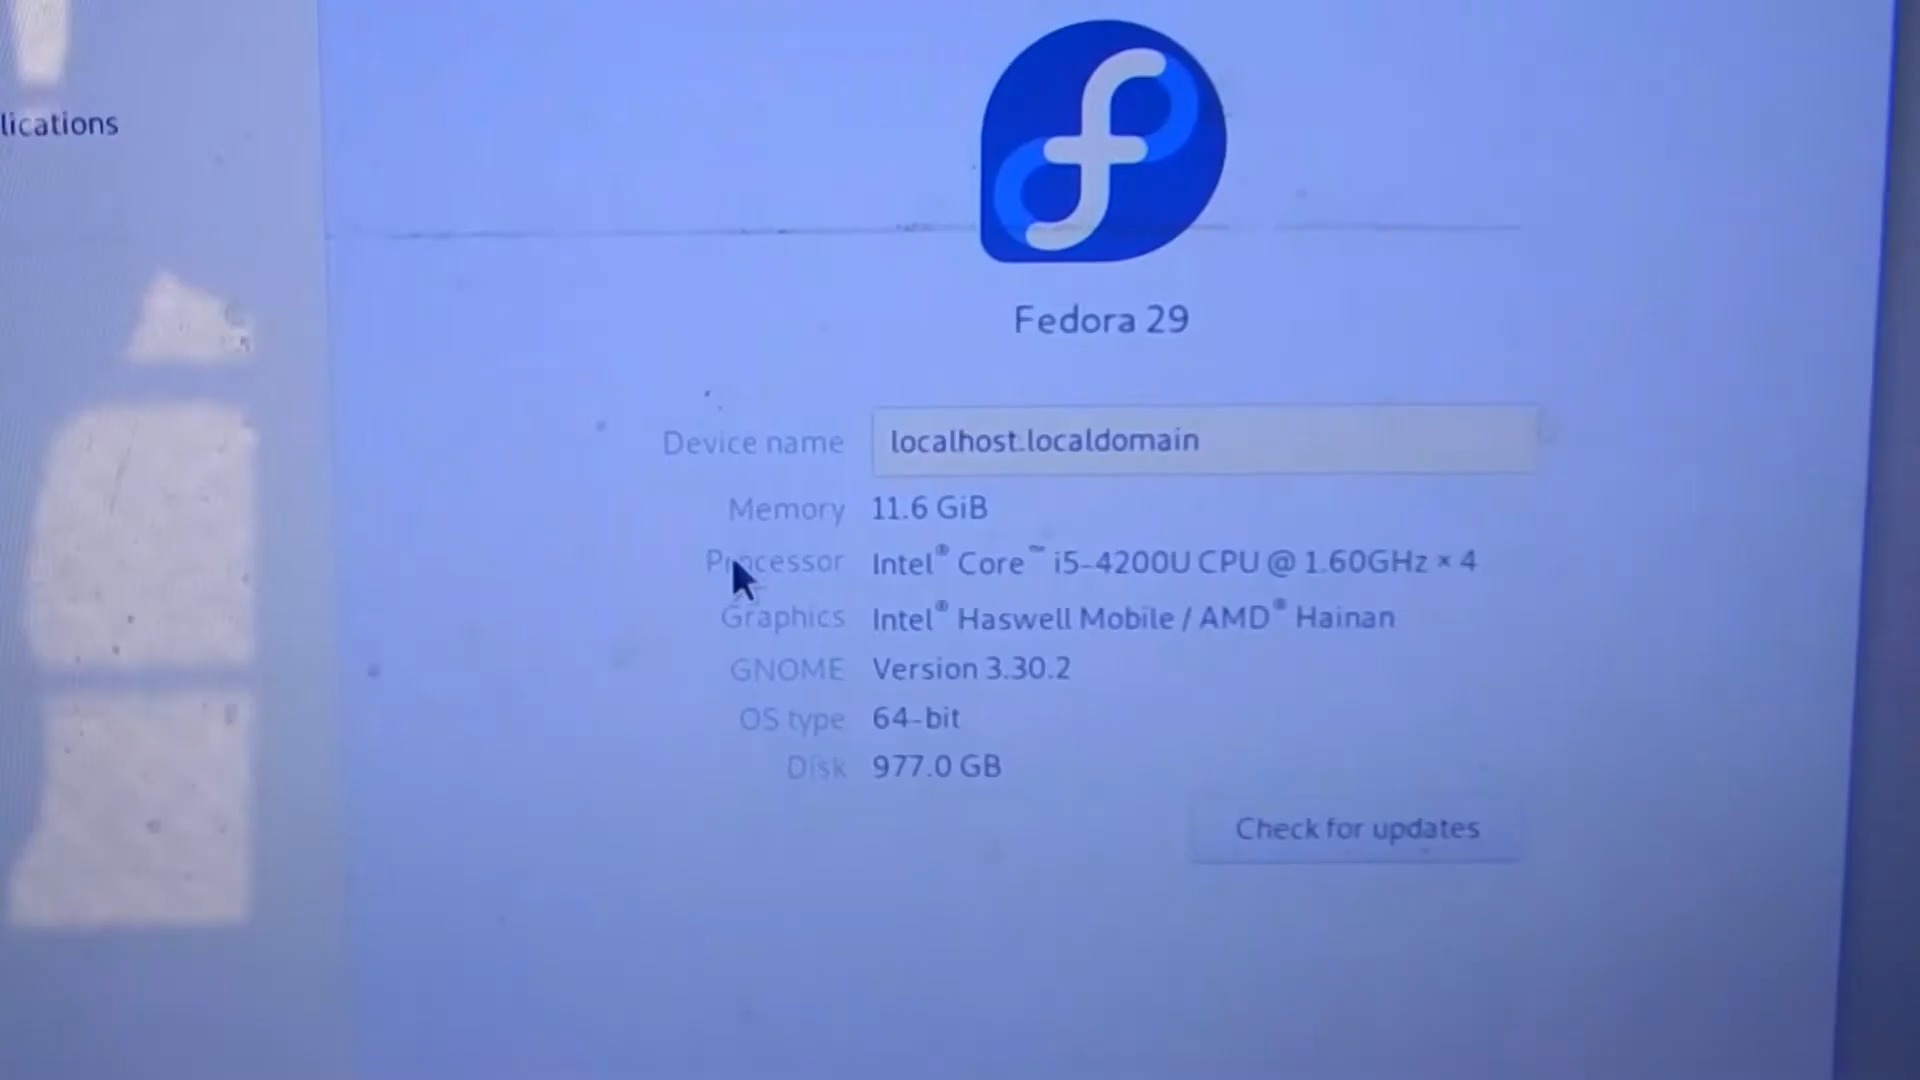 lications
Fedora 29
Device name localhost.localdomain
Memory 11.6 GiB
Processor Intel® Core™ i5-4200U CPU @ 1.60GHz × 4
Graphics Intel® Haswell Mobile / AMD® Hainan
GNOME Version 3.30.2
OS type 64-bit
Disk 977.0 GB
Check for updates